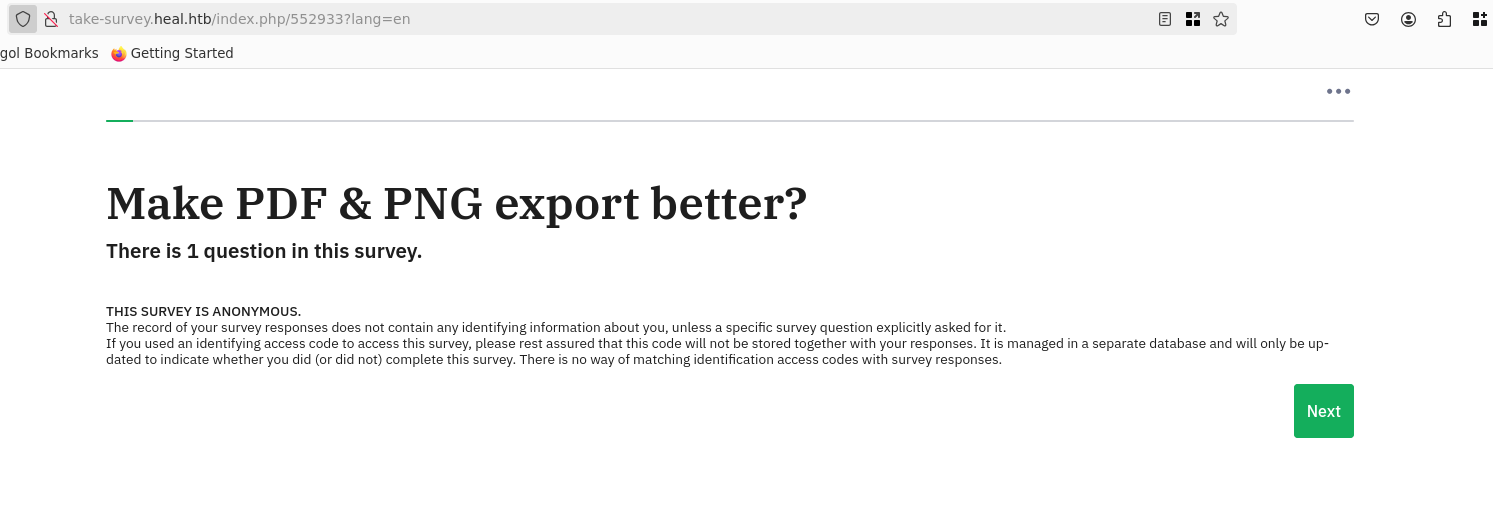 take-survey.heal.htb/index.php/552933?lang=en
gol Bookmarks Getting Started
Make PDF & PNG export better?
There is 1 question in this survey.
THIS SURVEY IS ANONYMOUS.
The record of your survey responses does not contain any identifying information about you, unless a specific survey question explicitly asked for it.
If you used an identifying access code to access this survey, please rest assured that this code will not be stored together with your responses. It is managed in a separate database and will only be up-
dated to indicate whether you did (or did not) complete this survey. There is no way of matching identification access codes with survey responses.
Next